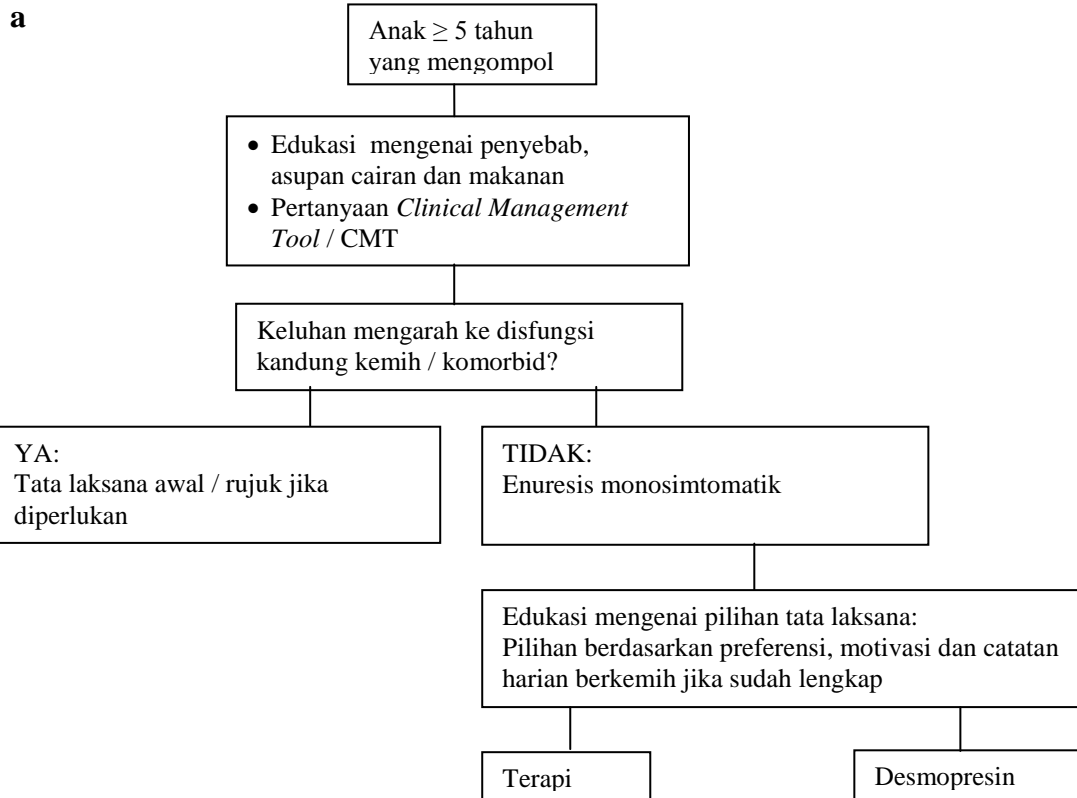 a
Anak ≥ 5 tahun
yang mengompol
• Edukasi mengenai penyebab,
asupan cairan dan makanan
• Pertanyaan Clinical Management
Tool / CMT
Keluhan mengarah ke disfungsi
kandung kemih / komorbid?
YA:
Tata laksana awal / rujuk jika
diperlukan
TIDAK:
Enuresis monosimtomatik
Edukasi mengenai pilihan tata laksana:
Pilihan berdasarkan preferensi, motivasi dan catatan
harian berkemih jika sudah lengkap
Terapi
Desmopresin